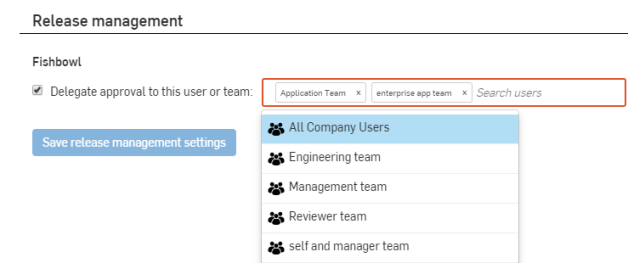 Release management
Fishbowl
Delegate approval to this user or team: Application Team × enterprise app team × Search users
All Company Users
Save release management settings
Engineering team
Management team
Reviewer team
self and manager team